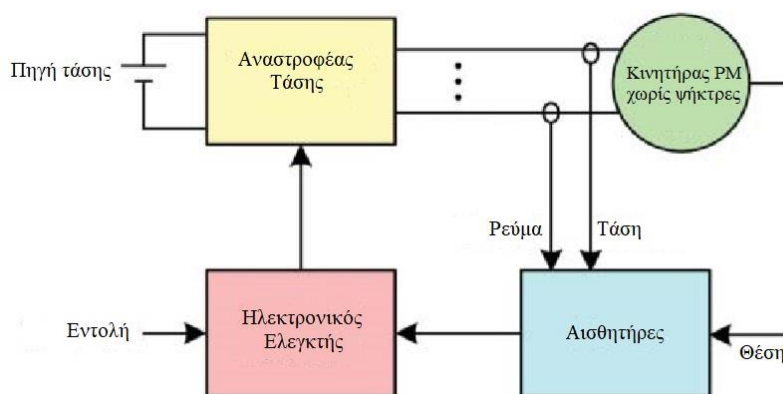 Πηγή τάσης
Αναστροφέας
Τάσης
Κινητήρας PM
χωρίς ψήκτρες
Ρεύμα
Τάση
Εντολή
Ηλεκτρονικός
Ελεγκτής
Αισθητήρες
Θέση